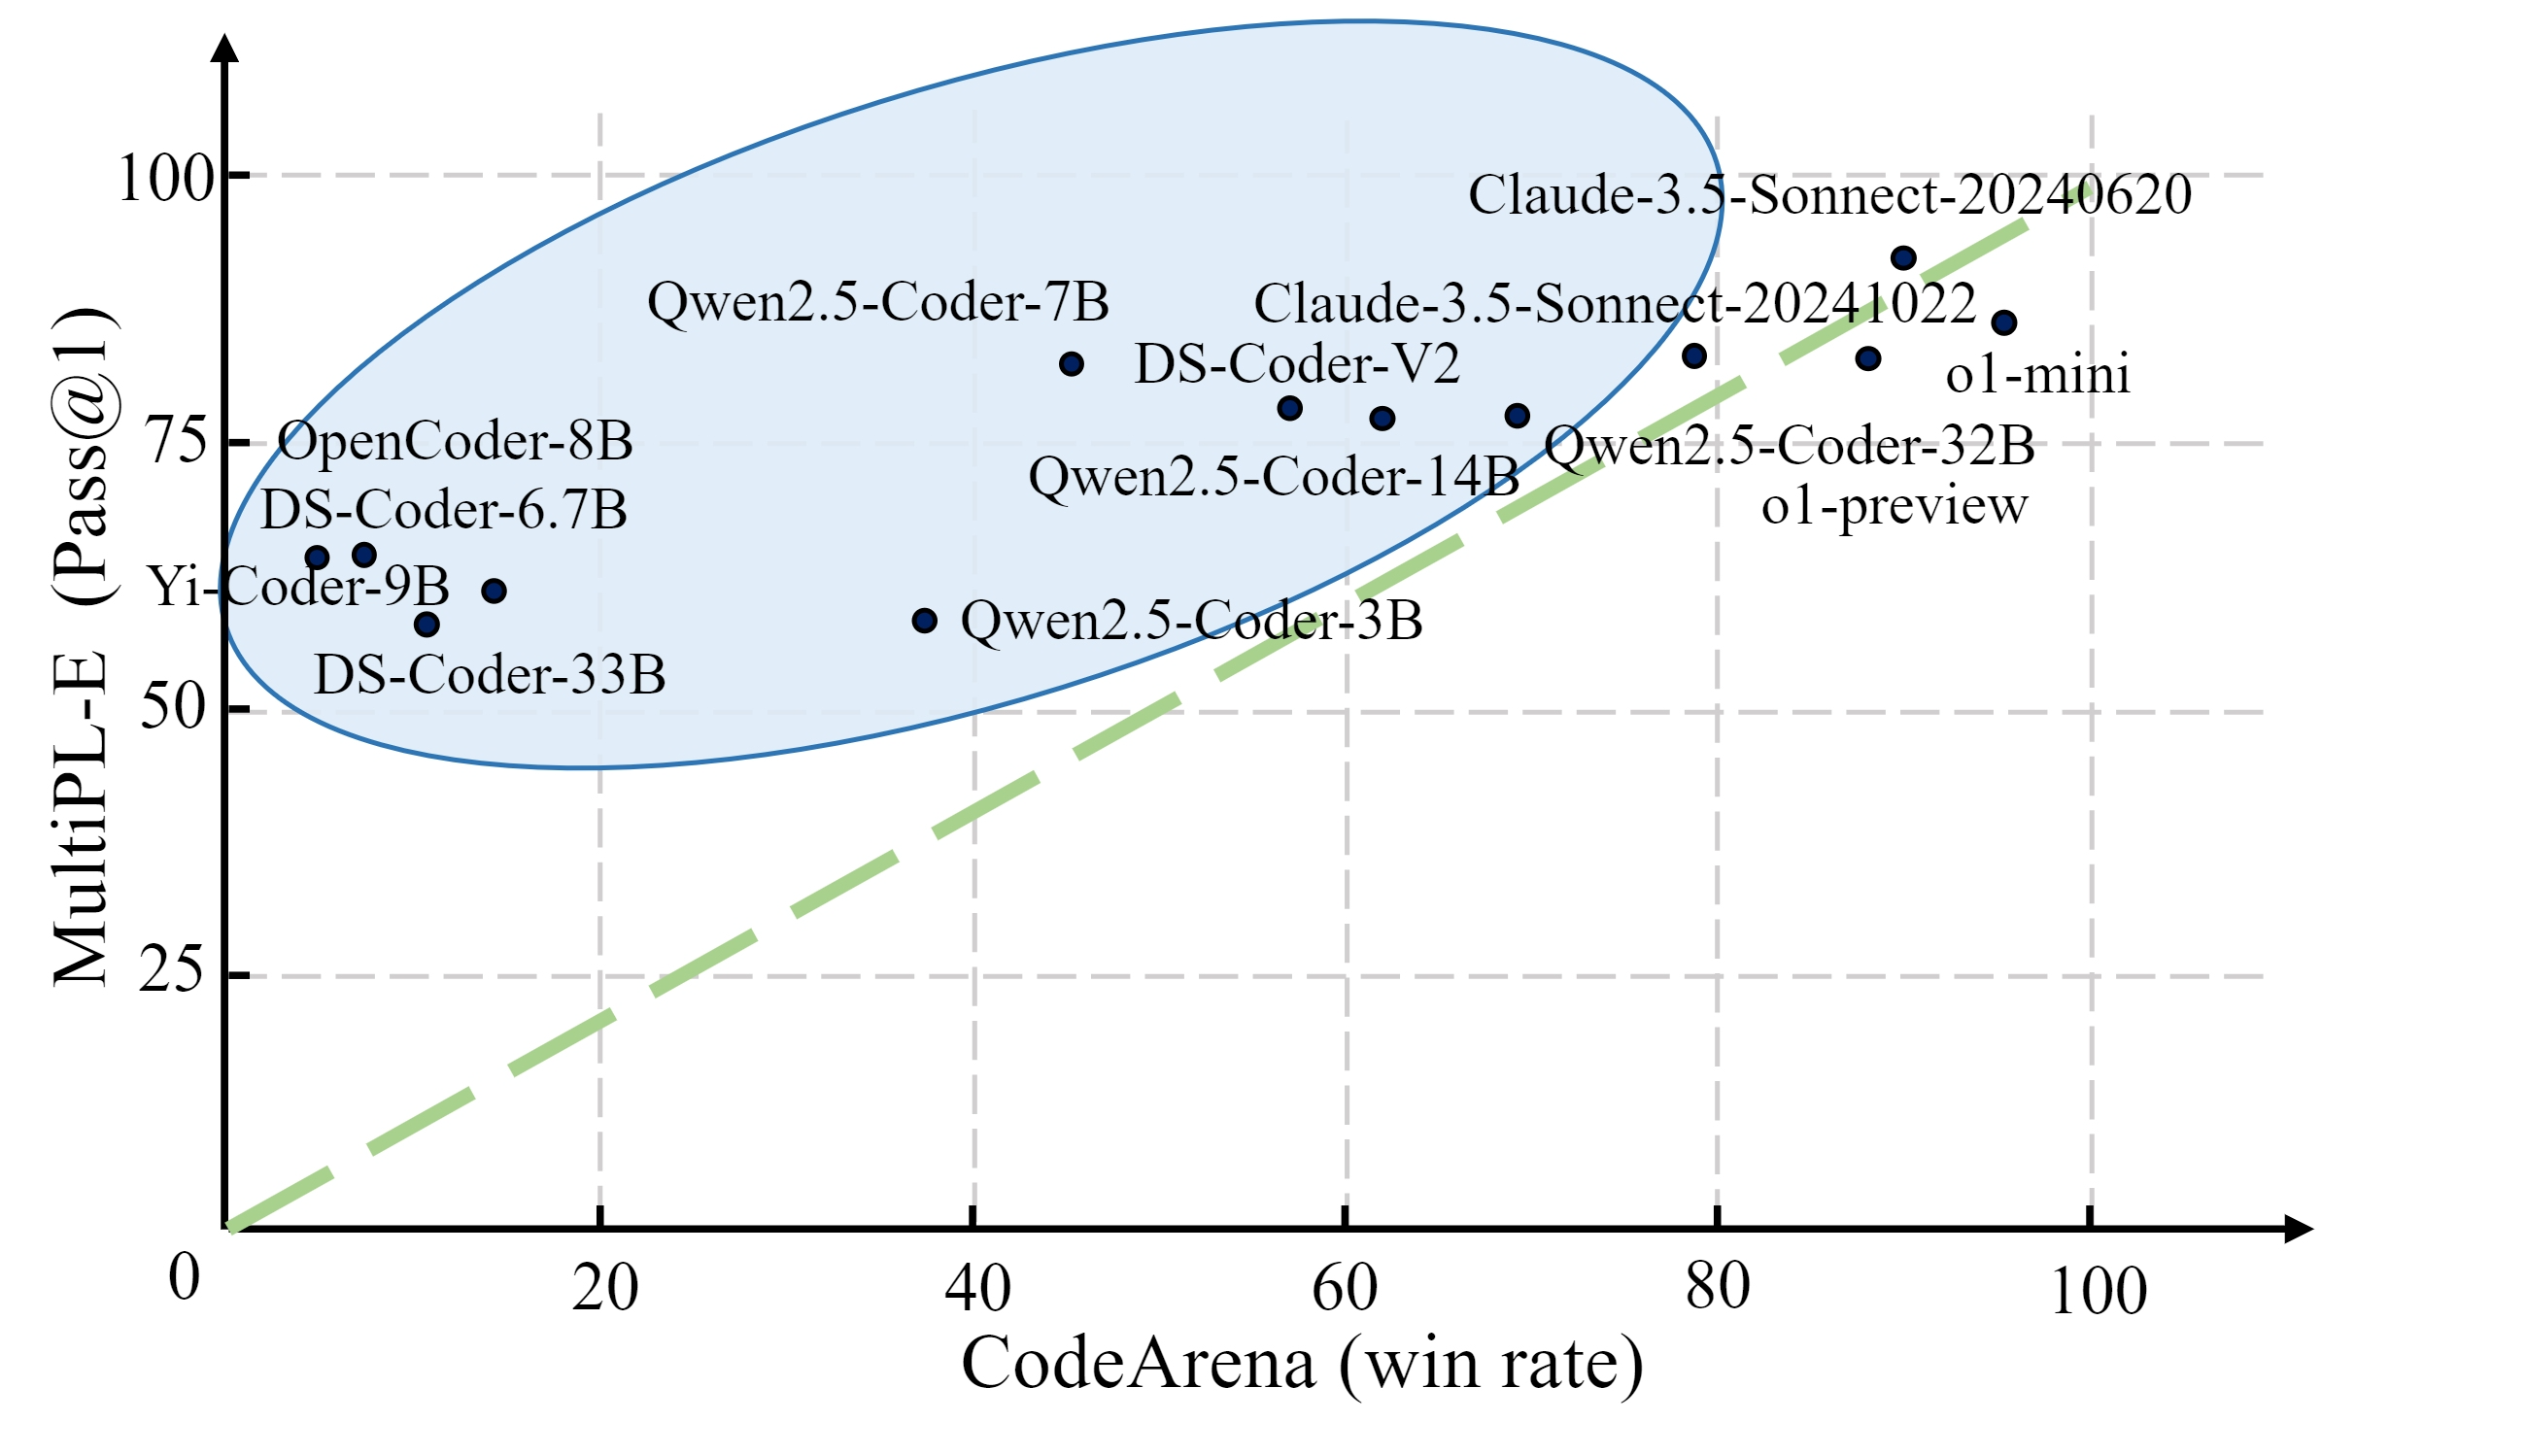 MultiPL-E (Pass@1)
100
75
50
25
0
20
40
60
80
100
CodeArena (win rate)
Claude-3.5-Sonnect-20240620
Qwen2.5-Coder-7B
Claude-3.5-Sonnect-20241022
DS-Coder-V2
o1-mini
OpenCoder-8B
Qwen2.5-Coder-32B
Qwen2.5-Coder-14B
DS-Coder-6.7B
o1-preview
Yi-Coder-9B
Qwen2.5-Coder-3B
DS-Coder-33B